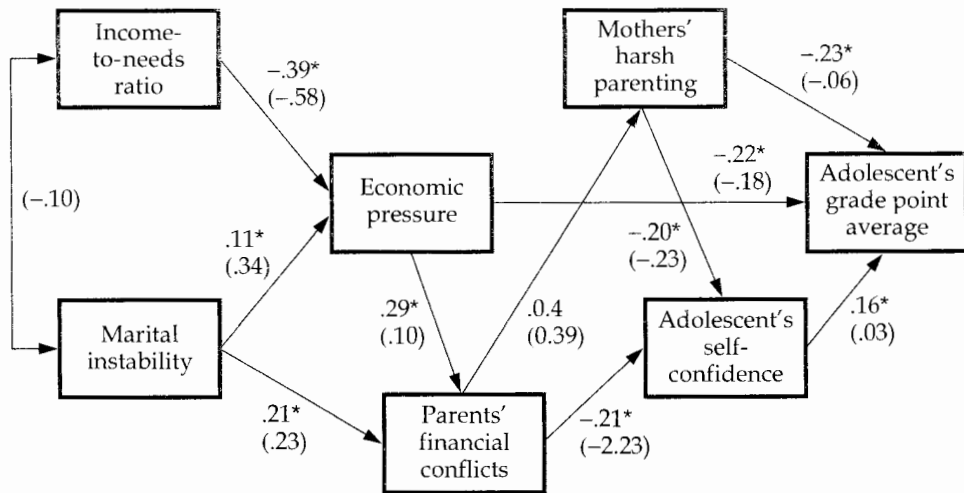 Income-
to-needs
ratio
Mothers'
harsh
parenting
–.39*
(–.58)
–.23*
(–.06)
(–.10)
Economic
pressure
–.22*
(–.18)
Adolescent's
grade point
average
.11*
(.34)
–.20*
(–.23)
Marital
instability
.29*
(.10)
0.4
(0.39)
Adolescent's
self-
confidence
.16*
(.03)
.21*
(.23)
Parents'
financial
conflicts
–.21*
(–2.23)